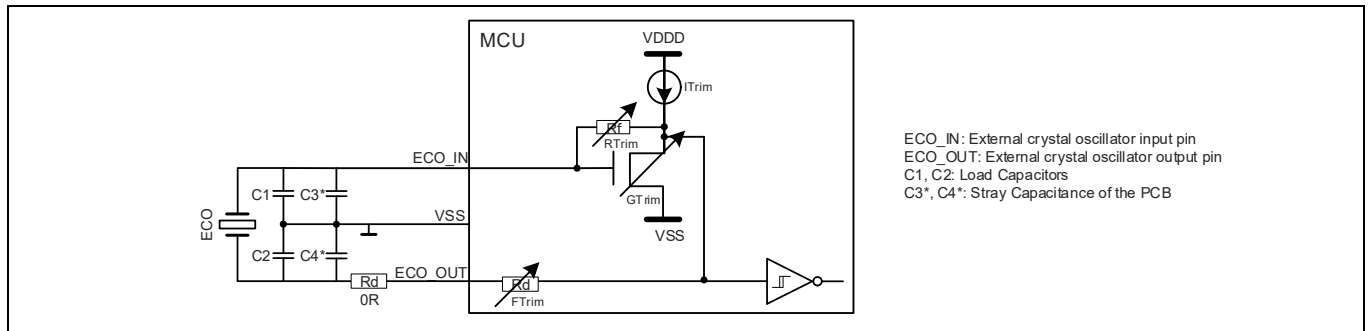 MCU
VDDD
ITrim
Rf
RTrim
ECO_IN
ECO_IN: External crystal oscillator input pin
ECO_OUT: External crystal oscillator output pin
C1, C2: Load Capacitors
C3*, C4*: Stray Capacitance of the PCB
C1
C3*
GTrim
ECO
VSS
VSS
C2
C4*
ECO_OUT
Rd
0R
Rd
FTrim